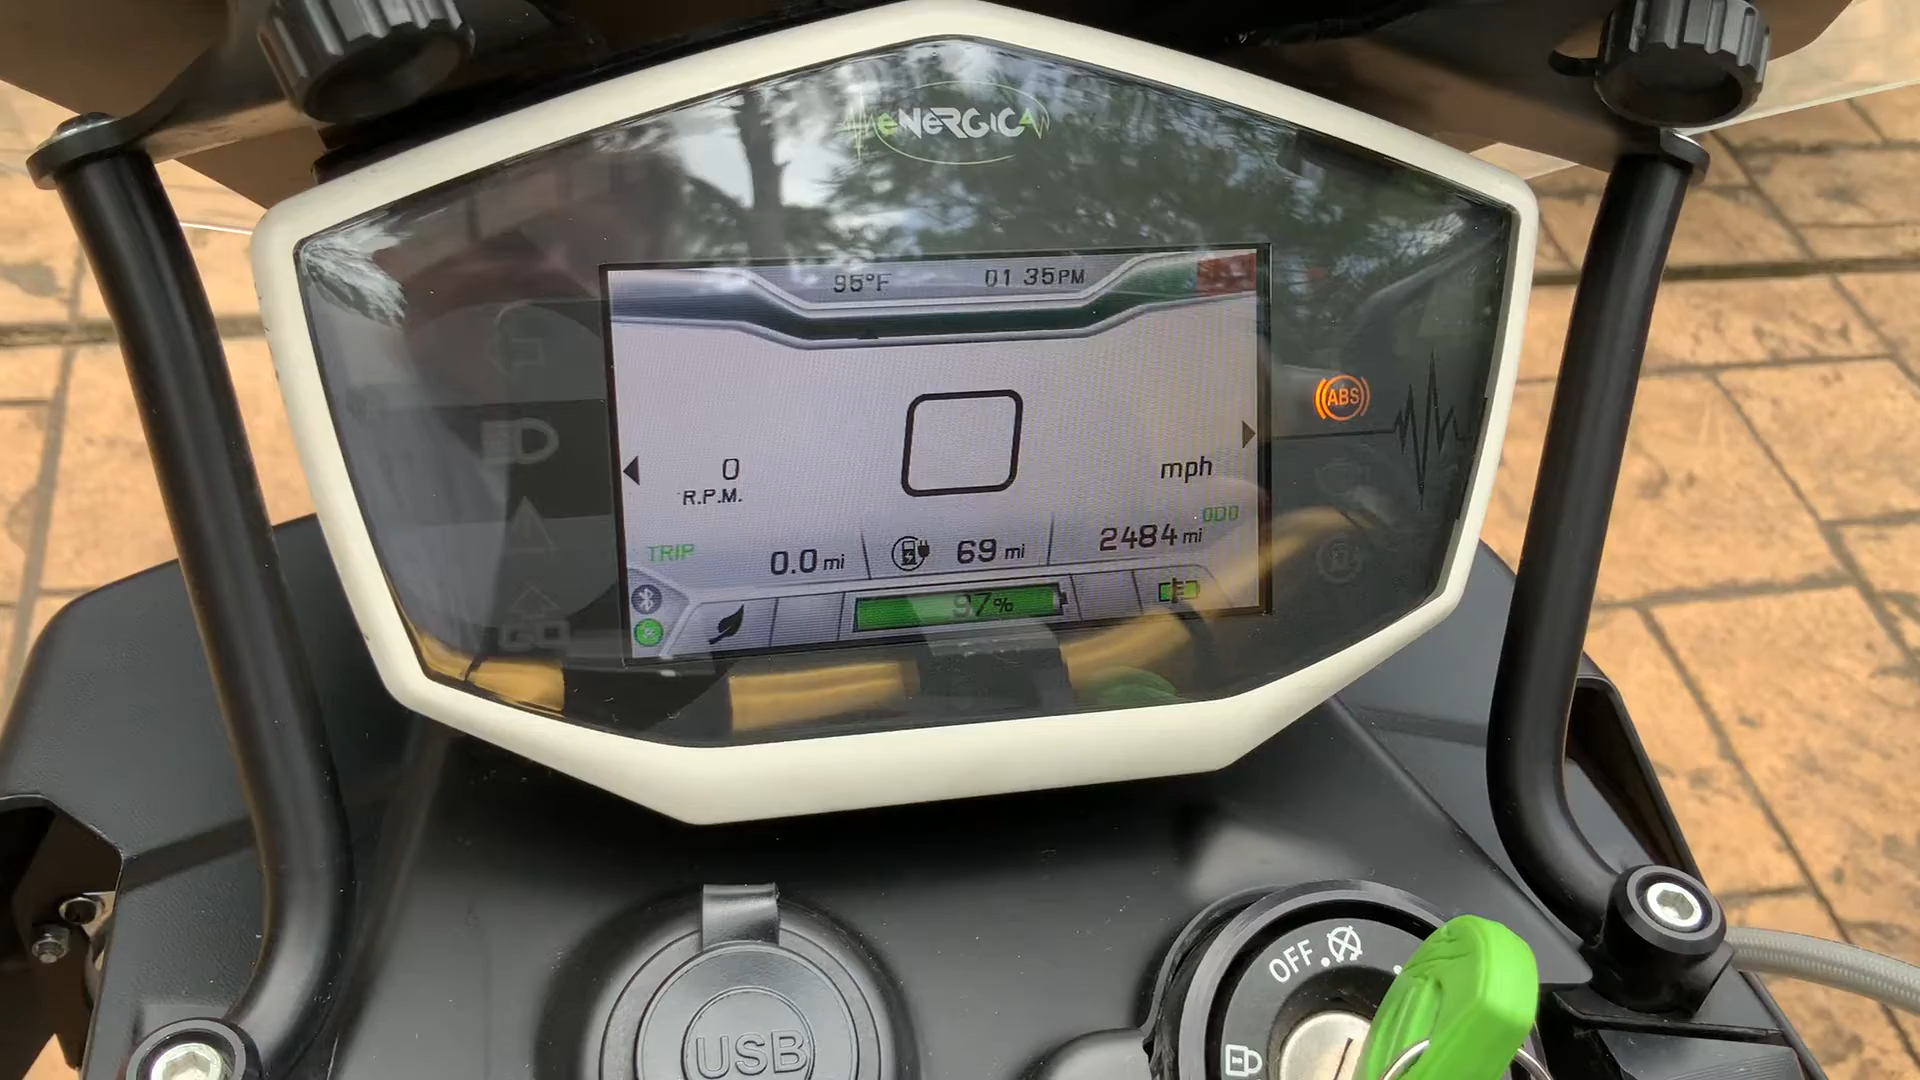 eNeRGICA
95°F
01 35PM
ABS
0
R.P.M.
mph
TRIP
0.0 mi
69 mi
2484 mi
ODO
97%
GO
OFF
USB